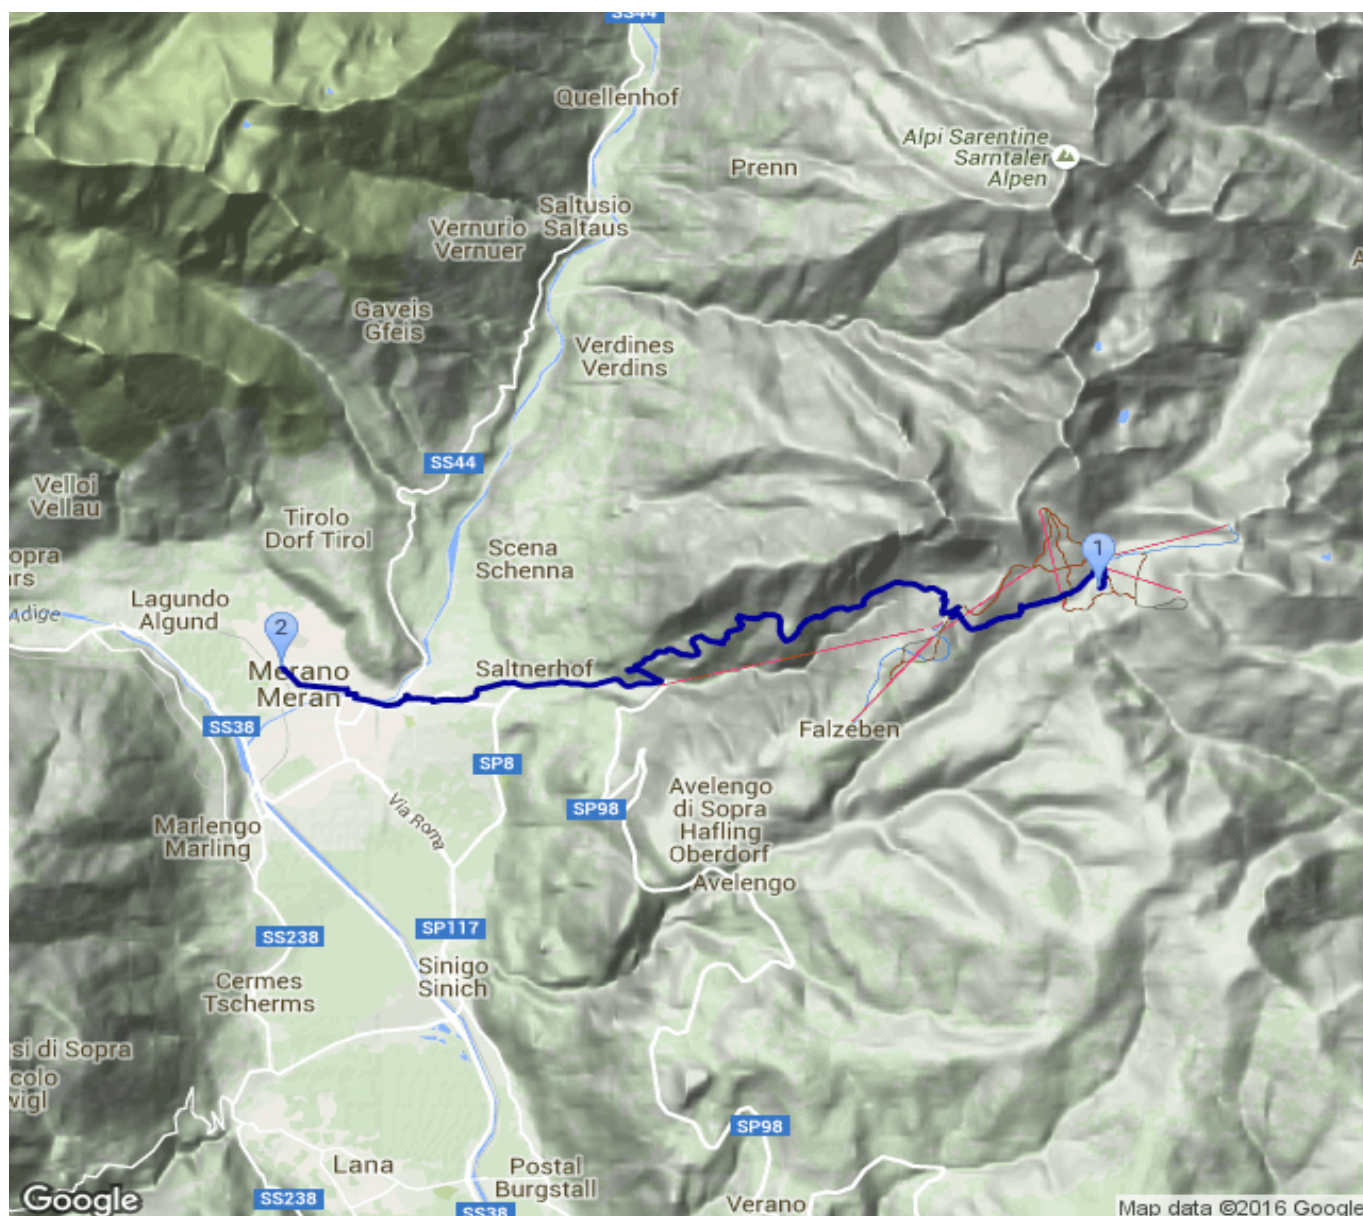 SS44
Quellenhof
Alpi Sarentine
Sarntaler
Alpen
Prenn
Saltusio
Saltaus
Vernurio
Vernuer
Gaveis
Gfeis
Verdines
Verdins
SS44
Velloi
Vellau
Tirolo
Dorf Tirol
Scena
Schenna
1
opra
ars
Lagundo
Algund
Adige
2
Merano
Meran
Saltnerhof
SS38
Falzeben
SP8
Avelengo
di Sopra
Hafling
Oberdorf
SP98
Via Roma
Marlengo
Marling
Avelengo
SP117
SS238
Sinigo
Sinich
Cermes
Tscherms
si di Sopra
colo
wigl
SP98
Lana
Postal
Burgstall
SS238
SS38
Verano
Google
Map data ©2016 Google